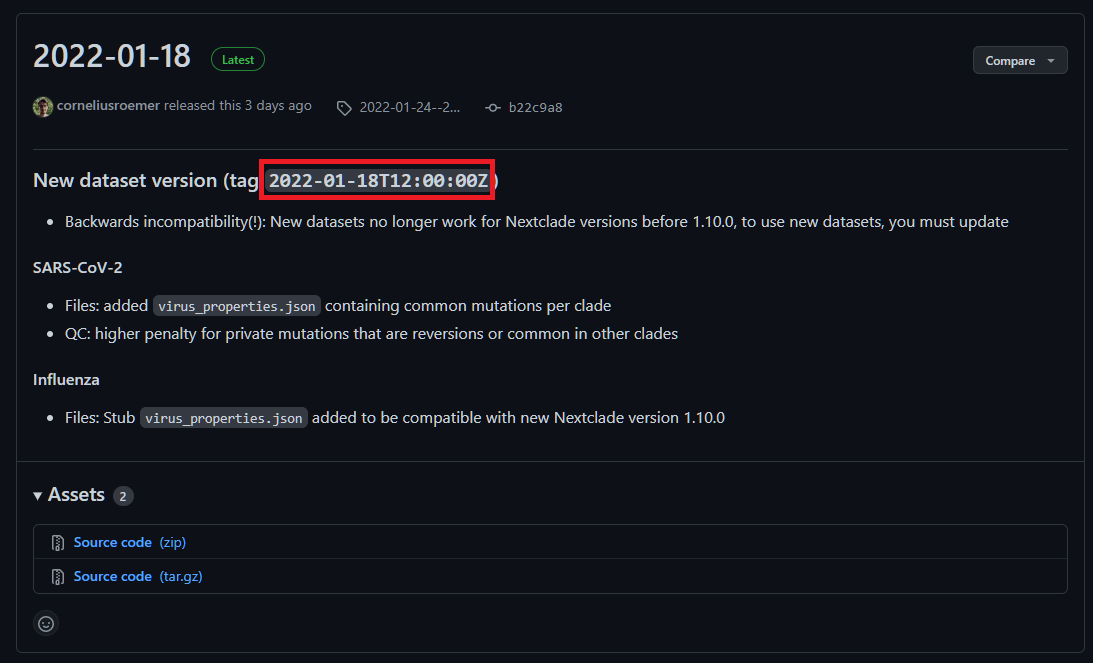 2022-01-18 Latest
Compare
corneliusroemer released this 3 days ago 2022-01-24--2... b22c9a8
New dataset version (tag 2022-01-18T12:00:00Z)
Backwards incompatibility(!): New datasets no longer work for Nextclade versions before 1.10.0, to use new datasets, you must update
SARS-CoV-2
Files: added virus_properties.json containing common mutations per clade
QC: higher penalty for private mutations that are reversions or common in other clades
Influenza
Files: Stub virus_properties.json added to be compatible with new Nextclade version 1.10.0
Assets 2
Source code (zip)
Source code (tar.gz)